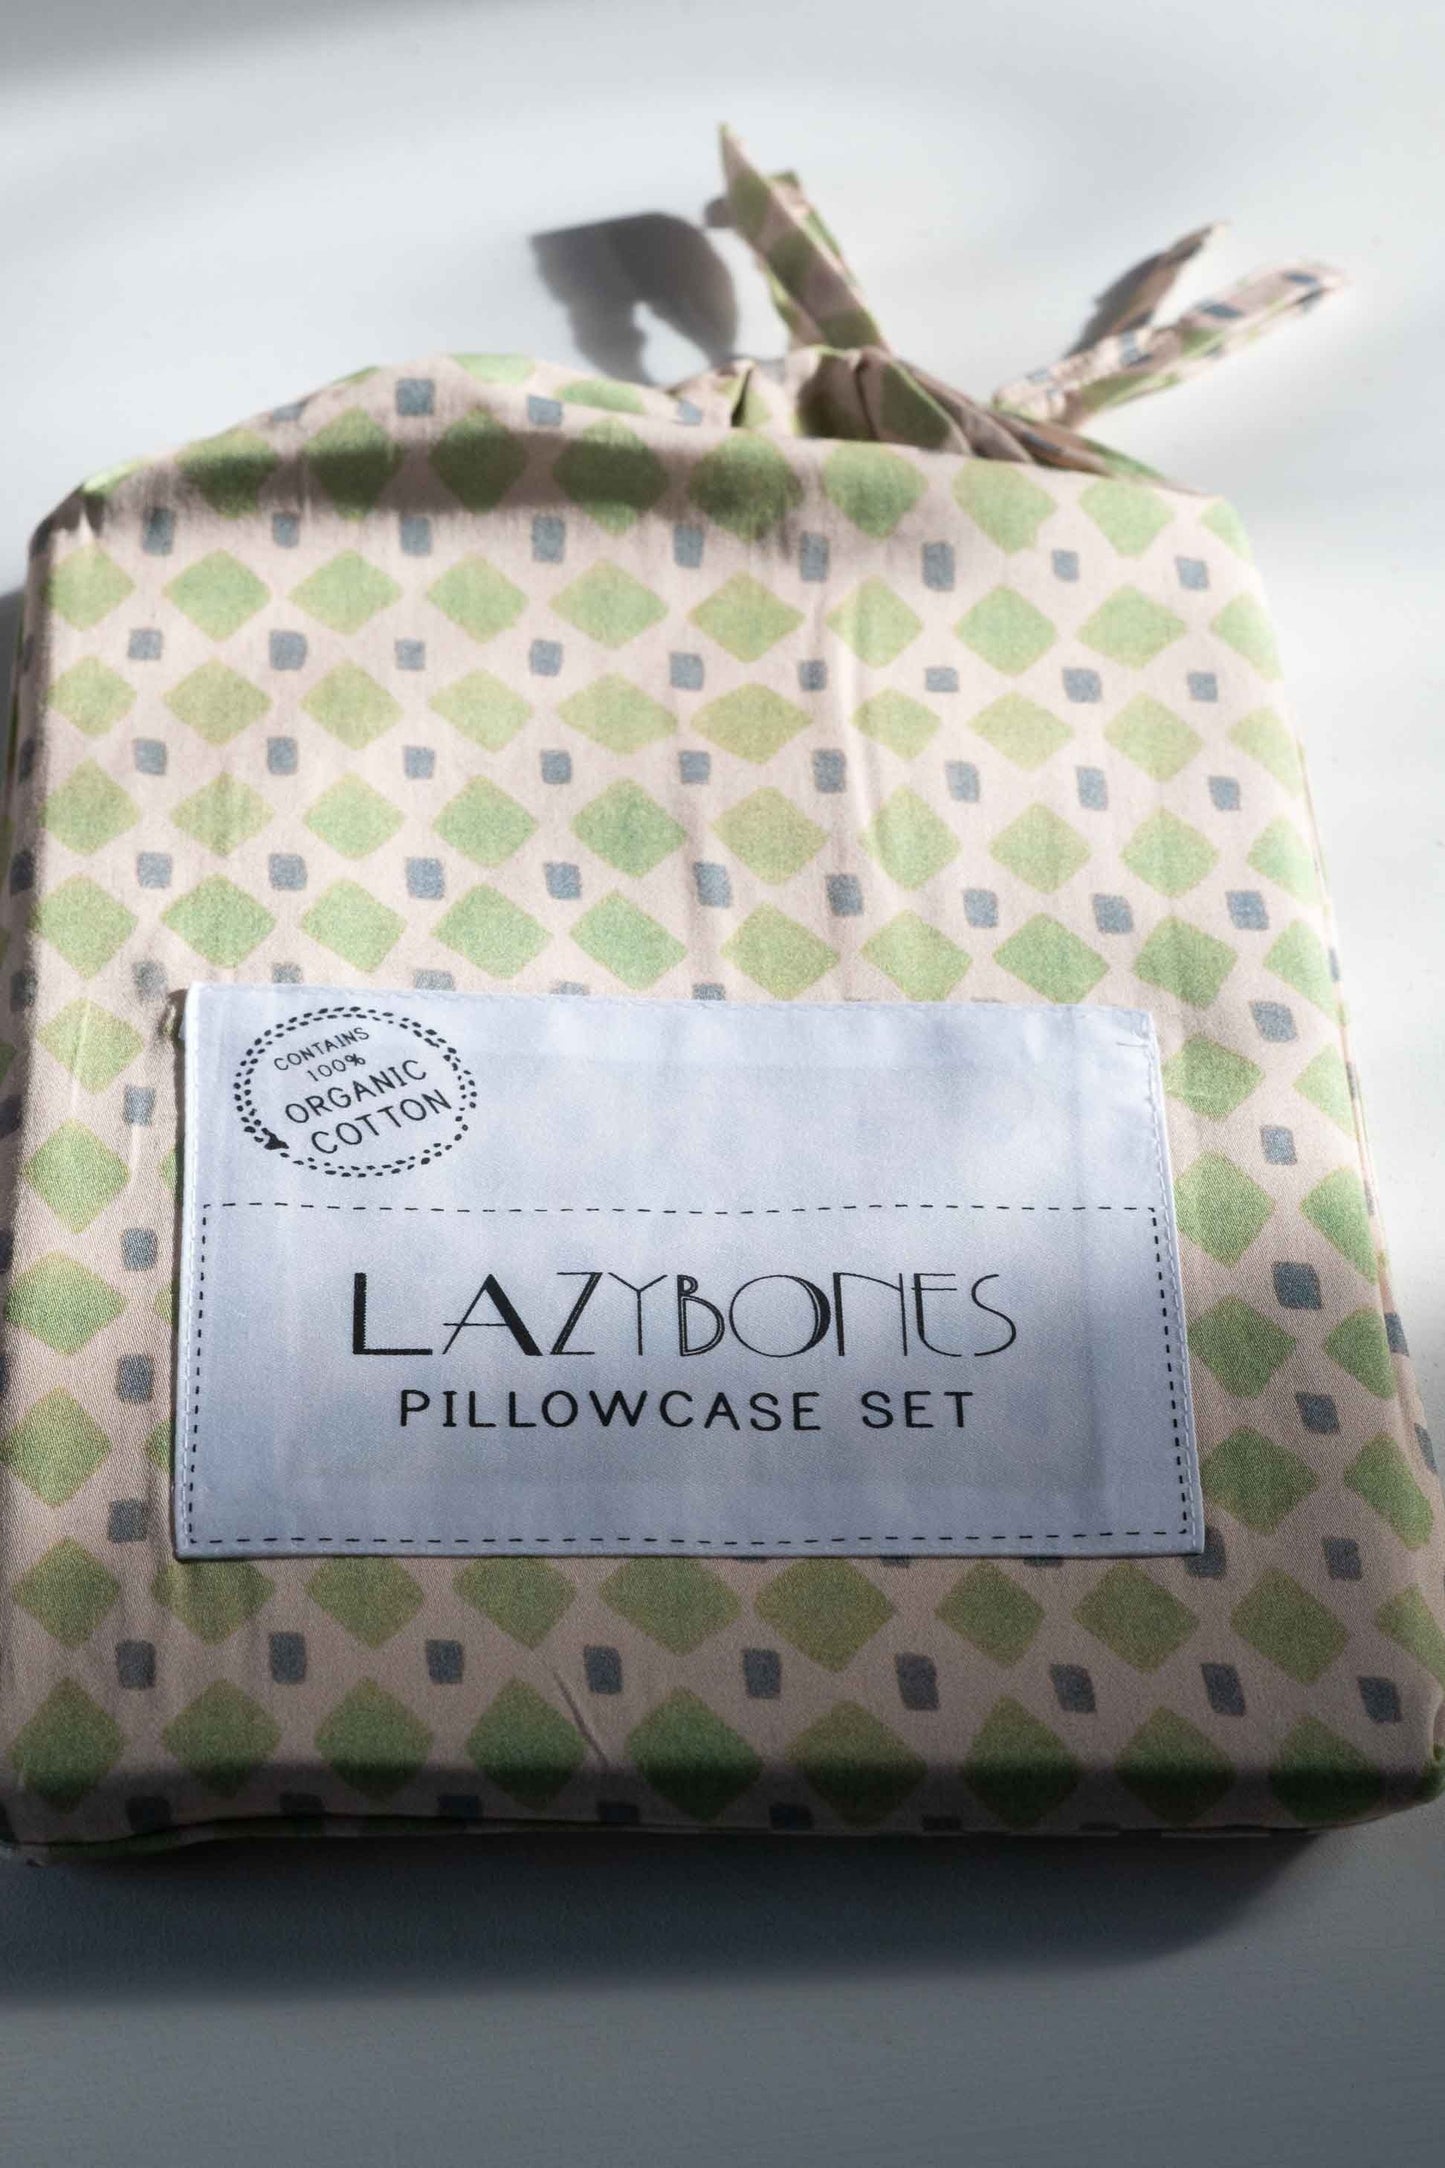 CONTAINS
100%
ORGANIC
COTTON
LAZYBONES
PILLOWCASE SET